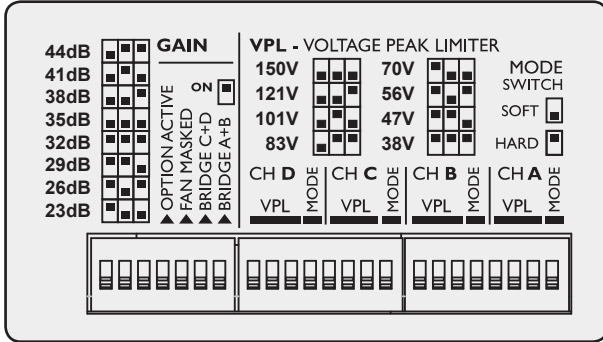 GAIN
44dB
41dB
38dB
35dB
32dB
29dB
26dB
23dB
ON
OPTION ACTIVE
FAN MASKED
BRIDGE C+D
BRIDGE A+B
VPL - VOLTAGE PEAK LIMITER
150V 70V
121V 56V
101V 47V
83V 38V
MODE
SWITCH
SOFT
HARD
CH D MODE CH C MODE CH B MODE CH A MODE
VPL VPL VPL VPL